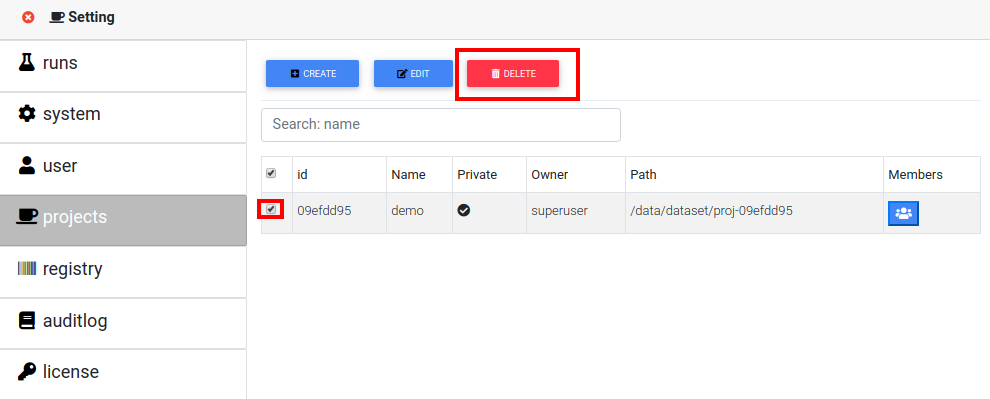 Setting
runs
system
user
projects
registry
auditlog
license
CREATE EDIT DELETE
Search: name
id Name Private Owner Path Members
09efdd95 demo superuser /data/dataset/proj-09efdd95